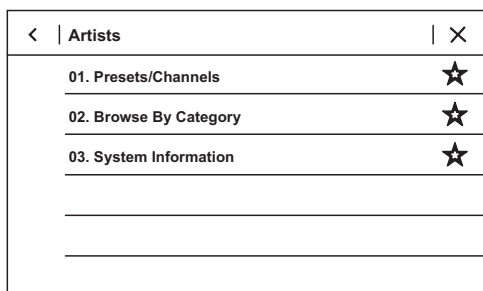 Artists
01. Presets/Channels
02. Browse By Category
03. System Information